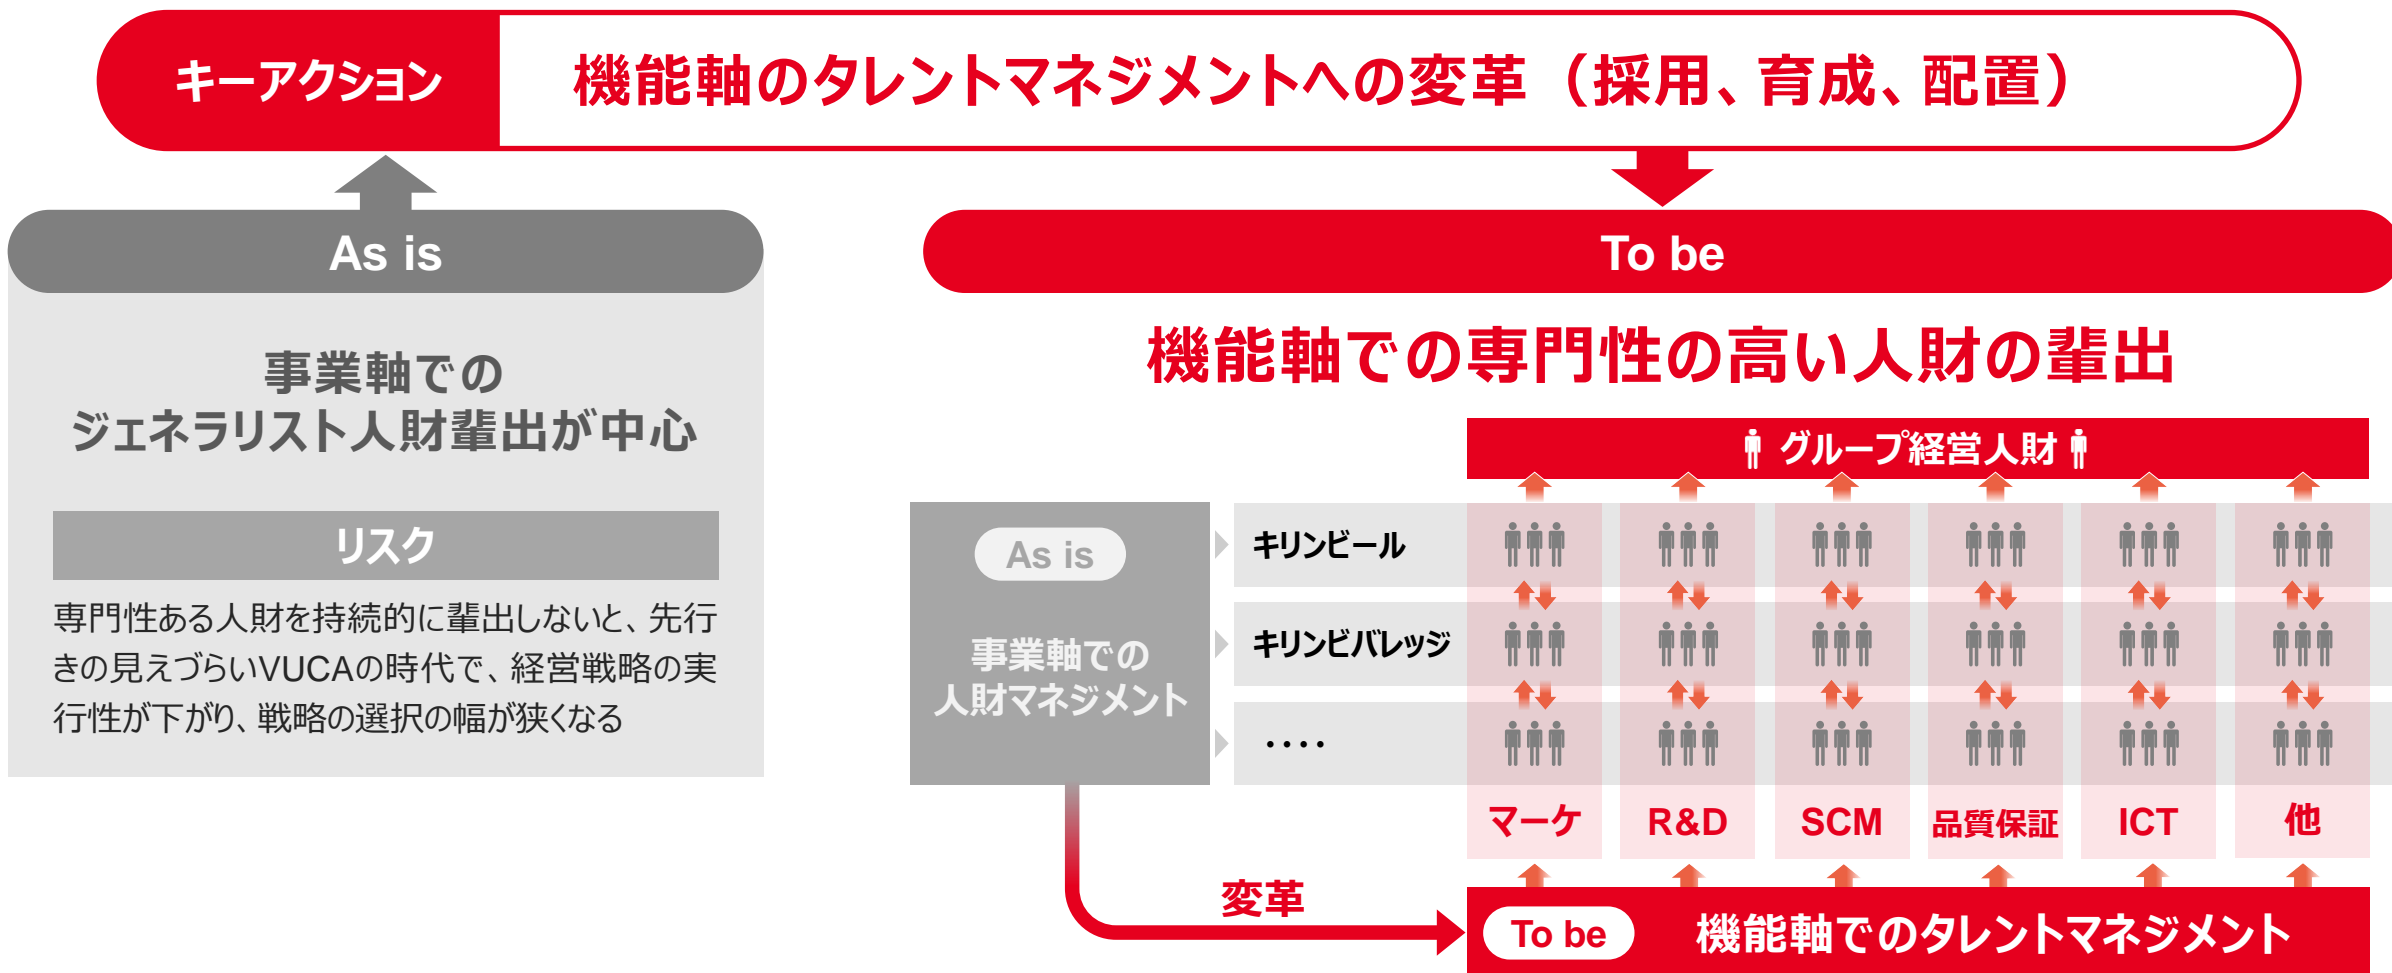 キーアクション
機能軸のタレントマネジメントへの変革（採用、育成、配置）
As is
事業軸での
ジェネラリスト人財輩出が中心
リスク
専門性ある人財を持続的に輩出しないと、先行
きの見えづらいVUCAの時代で、経営戦略の実
行性が下がり、戦略の選択の幅が狭くなる
To be
機能軸での専門性の高い人財の輩出
グループ経営人財
As is
事業軸での
人財マネジメント
キリンビール
キリンビバレッジ
・・・・
マーケ
R&D
SCM
品質保証
ICT
他
変革
To be
機能軸でのタレントマネジメント